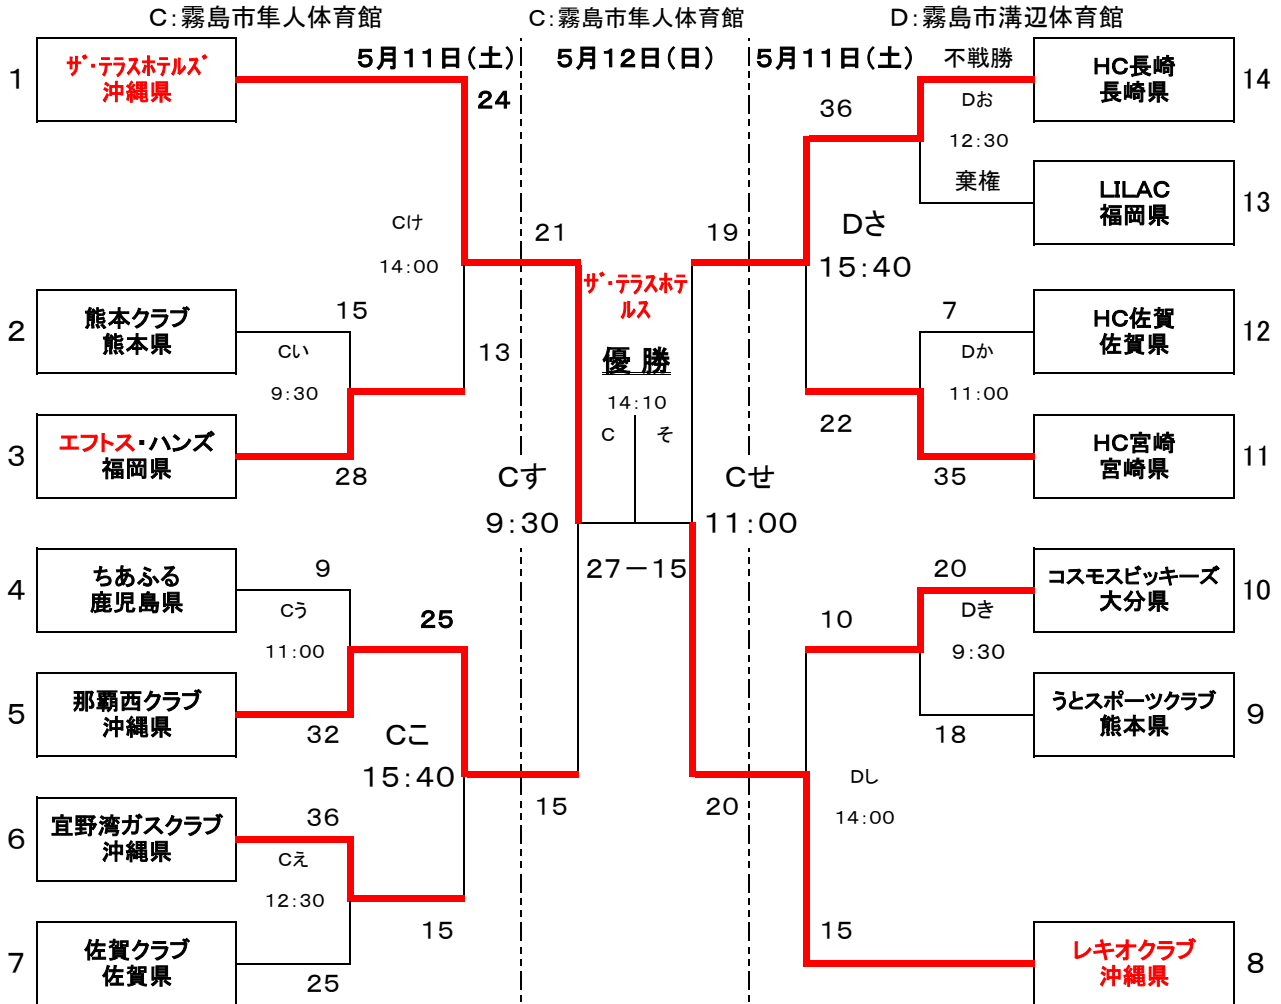 C：霧島市隼人体育館
C：霧島市隼人体育館
D：霧島市溝辺体育館
5月11日（土）
5月12日（日）
5月11日（土）
1
ｻﾞ・ﾃﾗｽﾎﾃﾙｽﾞ
沖縄県
24
Cけ
14:00
2
熊本クラブ
熊本県
15
Cい
9:30
13
3
エフトス・ハンズ
福岡県
28
4
ちあふる
鹿児島県
9
Cう
11:00
25
5
那覇西クラブ
沖縄県
32
Cこ
15:40
6
宜野湾ガスクラブ
沖縄県
36
Cえ
12:30
15
7
佐賀クラブ
佐賀県
25
21
Cす
9:30
15
ｻﾞ・ﾃﾗｽﾎﾃ
ﾙｽ
優勝
14:10
C そ
27－15
19
Cせ
11:00
20
不戦勝
HC長崎
長崎県
14
36
Dお
12:30
棄権
LILAC
福岡県
13
Dさ
15:40
7
HC佐賀
佐賀県
12
Dか
11:00
22
HC宮崎
宮崎県
11
35
20
コスモスビッキーズ
大分県
10
10
Dき
9:30
うとスポーツクラブ
熊本県
9
18
Dし
14:00
15
レキオクラブ
沖縄県
8